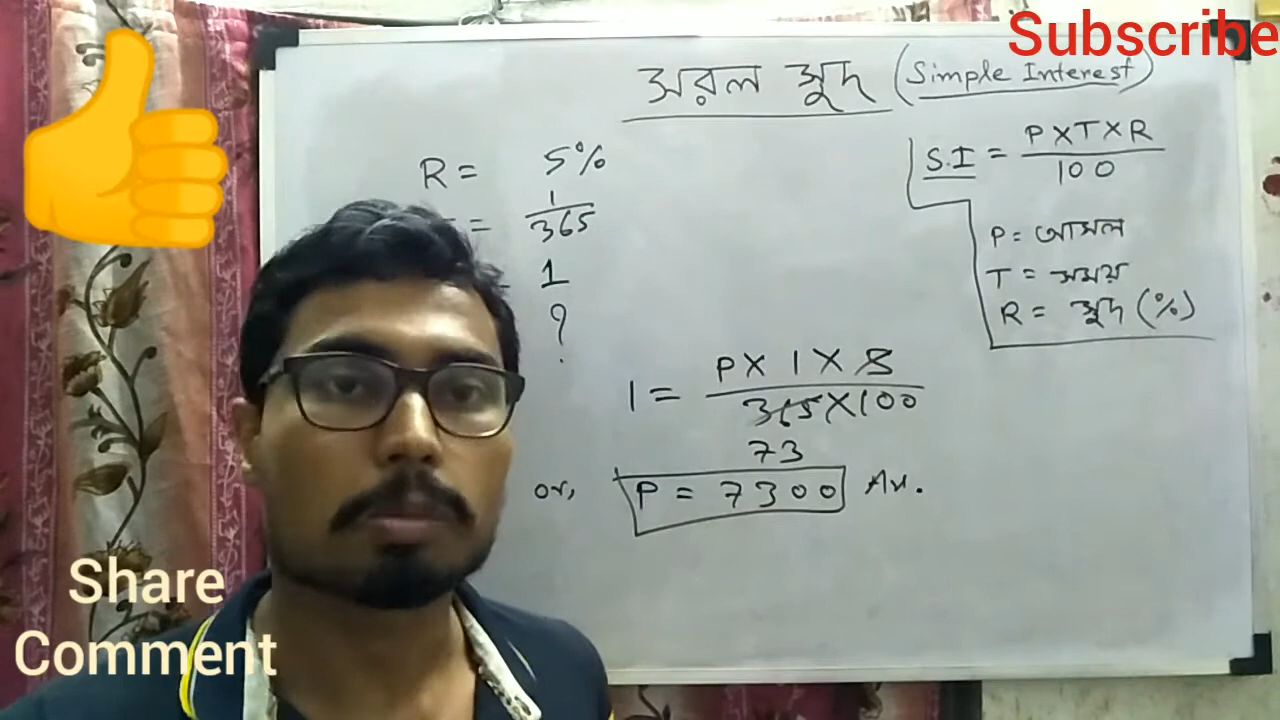 Subscribe
সরল সুদ (Simple Interest)
S.I = P×T×R / 100
P = আসল
T = সময়
R = সুদ (%)
R = 5%
= 1 / 365
= 1
?
1 = P× 1 × 5 / 365×100
73
or, P = 7300 Ans.
Share
Comment